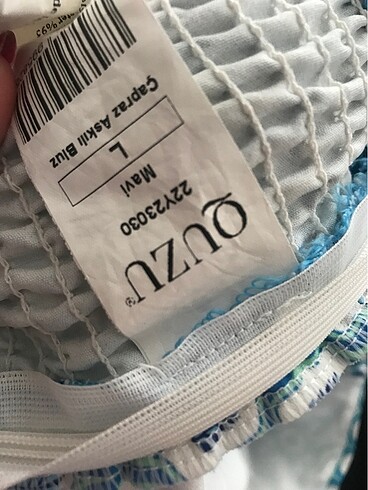 QUZU®
22Y23030
Mavi
L
Çapraz Askılı Bluz